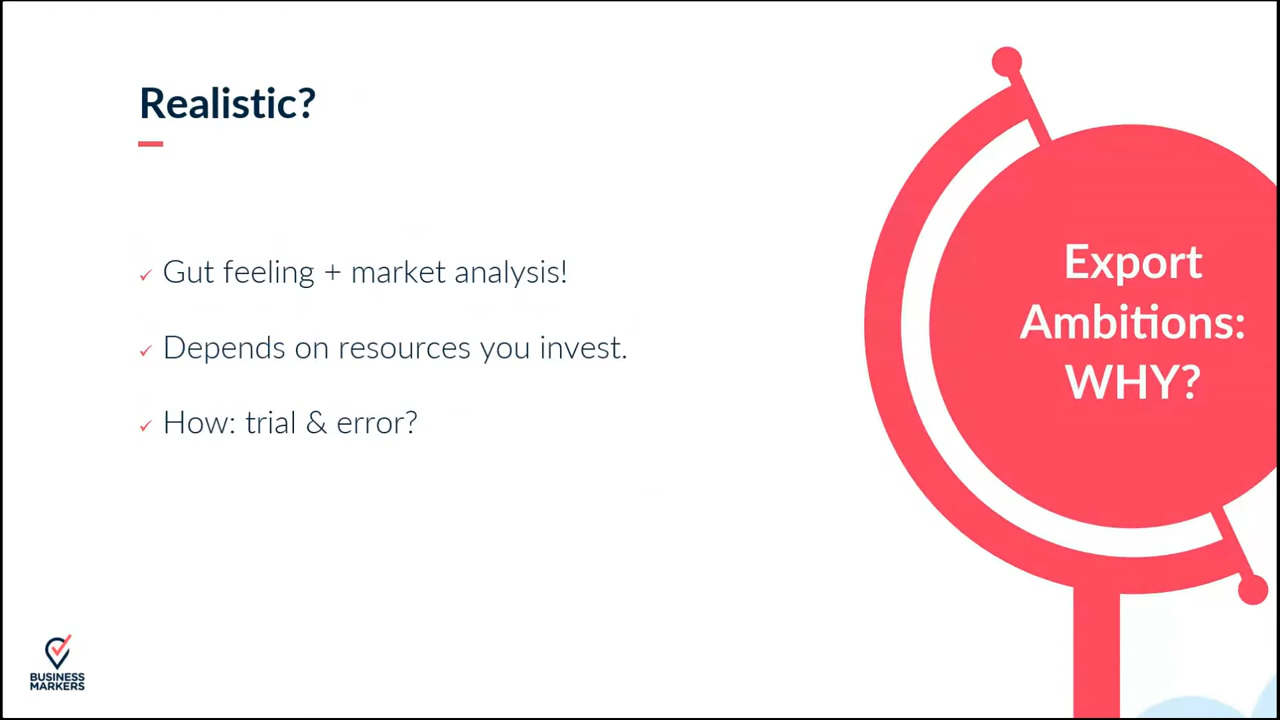 Realistic?
Gut feeling + market analysis!
Depends on resources you invest.
How: trial & error?
Export
Ambitions:
WHY?
BUSINESS
MARKERS